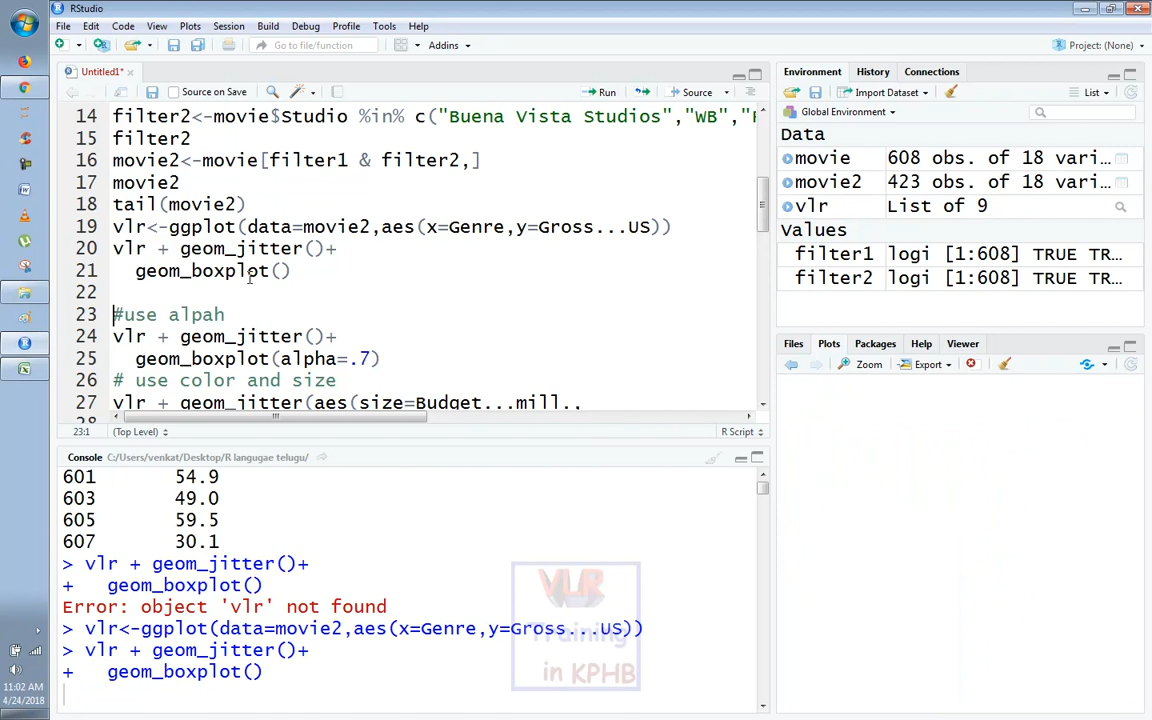 RStudio
File Edit Code View Plots Session Build Debug Profile Tools Help
Go to file/function
Addins
Project: (None)
Untitled1*
Source on Save
Run
Source
14 filter2<-movie$Studio %in% c("Buena Vista Studios","WB","
15 filter2
16 movie2<-movie[filter1 & filter2,]
17 movie2
18 tail(movie2)
19 vlr<-ggplot(data=movie2,aes(x=Genre,y=Gross...US))
20 vlr + geom_jitter()+
21 geom_boxplot()
22
23 #use alpah
24 vlr + geom_jitter()+
25 geom_boxplot(alpha=.7)
26 # use color and size
27 vlr + geom_jitter(aes(size=Budget...mill.,
23:1
(Top Level)
R Script
Console C:/Users/venkat/Desktop/R langugae telugu/
601 54.9
603 49.0
605 59.5
607 30.1
> vlr + geom_jitter()+
+ geom_boxplot()
Error: object 'vlr' not found
> vlr<-ggplot(data=movie2,aes(x=Genre,y=Gross...US))
> vlr + geom_jitter()+
+ geom_boxplot()
VLR
Training
in KPHB
Environment History Connections
Import Dataset
List
Global Environment
Data
movie 608 obs. of 18 vari...
movie2 423 obs. of 18 vari...
vlr List of 9
Values
filter1 logi [1:608] TRUE TR...
filter2 logi [1:608] TRUE TR...
Files Plots Packages Help Viewer
Zoom
Export
11:02 AM
4/24/2018